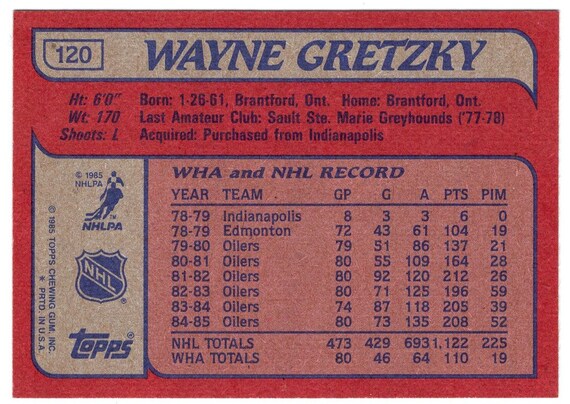 120 WAYNE GRETZKY
Ht: 6'0" Born: 1-26-61, Brantford, Ont. Home: Brantford, Ont.
Wt: 170 Last Amateur Club: Sault Ste. Marie Greyhounds ('77-78)
Shoots: L Acquired: Purchased from Indianapolis
© 1985
NHLPA
TM
NHLPA
NHL
topps
© 1985 TOPPS CHEWING GUM, INC.
* PRTD. IN U.S.A.
WHA and NHL RECORD
YEAR TEAM GP G A PTS PIM
78-79 Indianapolis 8 3 3 6 0
78-79 Edmonton 72 43 61 104 19
79-80 Oilers 79 51 86 137 21
80-81 Oilers 80 55 109 164 28
81-82 Oilers 80 92 120 212 26
82-83 Oilers 80 71 125 196 59
83-84 Oilers 74 87 118 205 39
84-85 Oilers 80 73 135 208 52
NHL TOTALS 473 429 693 1,122 225
WHA TOTALS 80 46 64 110 19